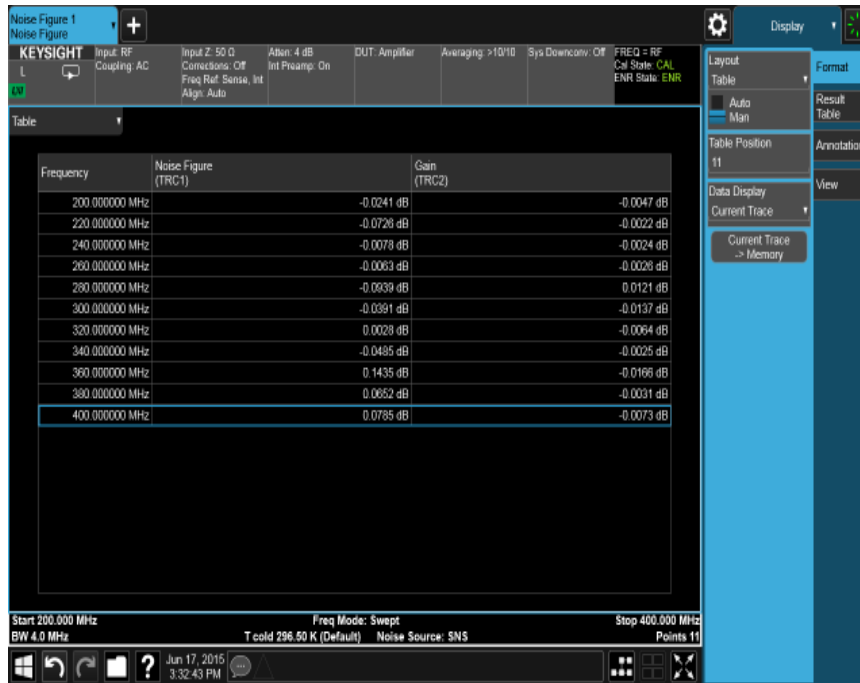 Noise Figure 1
Noise Figure
+
Display
KEYSIGHT
L
Input: RF
Coupling: AC
Input Z: 50 Ω
Corrections: Off
Freq Ref: Sense, Int
Align: Auto
Atten: 4 dB
Int Preamp: On
DUT: Amplifier
Averaging: >10/10
Sys Downconv: Off
FREQ = RF
Cal State: CAL
ENR State: ENR
Table
Frequency Noise Figure (TRC1) Gain (TRC2)
200.000000 MHz -0.0241 dB -0.0047 dB
220.000000 MHz -0.0726 dB -0.0022 dB
240.000000 MHz -0.0078 dB -0.0024 dB
260.000000 MHz -0.0063 dB -0.0026 dB
280.000000 MHz -0.0939 dB 0.0121 dB
300.000000 MHz -0.0391 dB -0.0137 dB
320.000000 MHz 0.0028 dB -0.0064 dB
340.000000 MHz -0.0485 dB -0.0025 dB
360.000000 MHz 0.1435 dB -0.0166 dB
380.000000 MHz 0.0652 dB -0.0031 dB
400.000000 MHz 0.0785 dB -0.0073 dB
Start 200.000 MHz Freq Mode: Swept Stop 400.000 MHz
BW 4.0 MHz T cold 296.50 K (Default) Noise Source: SNS Points 11
?
Jun 17, 2015
3:32:43 PM
Layout
Table
Auto
Man
Table Position
11
Data Display
Current Trace
Current Trace
-> Memory
Format
Result
Table
Annotation
View